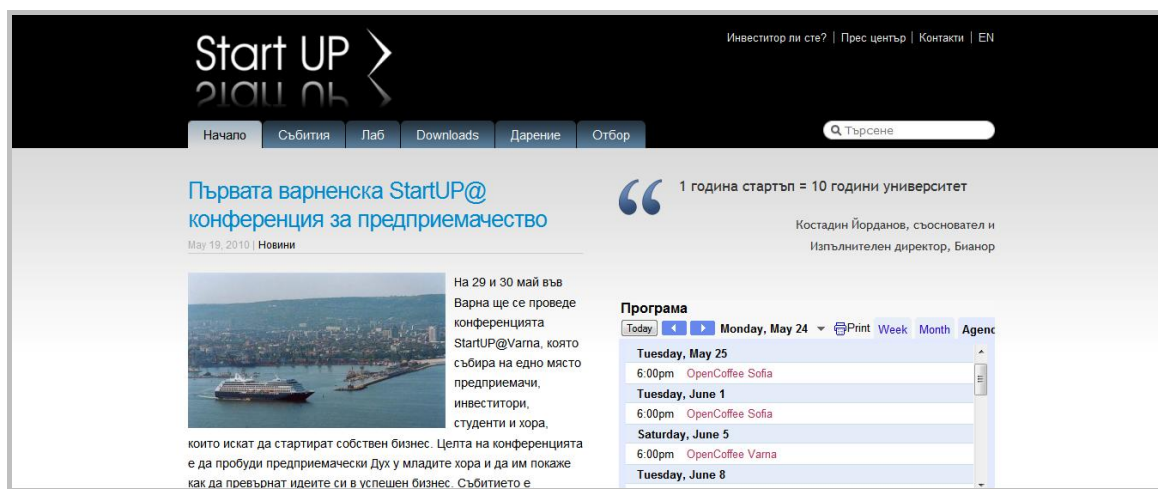 Start UP
Инвеститор ли сте? | Прес център | Контакти | EN
Начало
Събития
Лаб
Downloads
Дарение
Отбор
Търсене
Първата варненска StartUP@
конференция за предприемачество
May 19, 2010 | Новини
На 29 и 30 май във
Варна ще се проведе
конференцията
StartUP@Varna, която
събира на едно място
предприемачи,
инвеститори,
студенти и хора,
които искат да стартират собствен бизнес. Целта на конференцията
е да пробуди предприемачески Дух у младите хора и да им покаже
как да превърнат идеите си в успешен бизнес. Събитието е
1 година стартъп = 10 години университет
Костадин Йорданов, съосновател и
Изпълнителен директор, Бианор
Програма
Today Monday, May 24 Print Week Month Agenc
Tuesday, May 25
6:00pm OpenCoffee Sofia
Tuesday, June 1
6:00pm OpenCoffee Sofia
Saturday, June 5
6:00pm OpenCoffee Varna
Tuesday, June 8